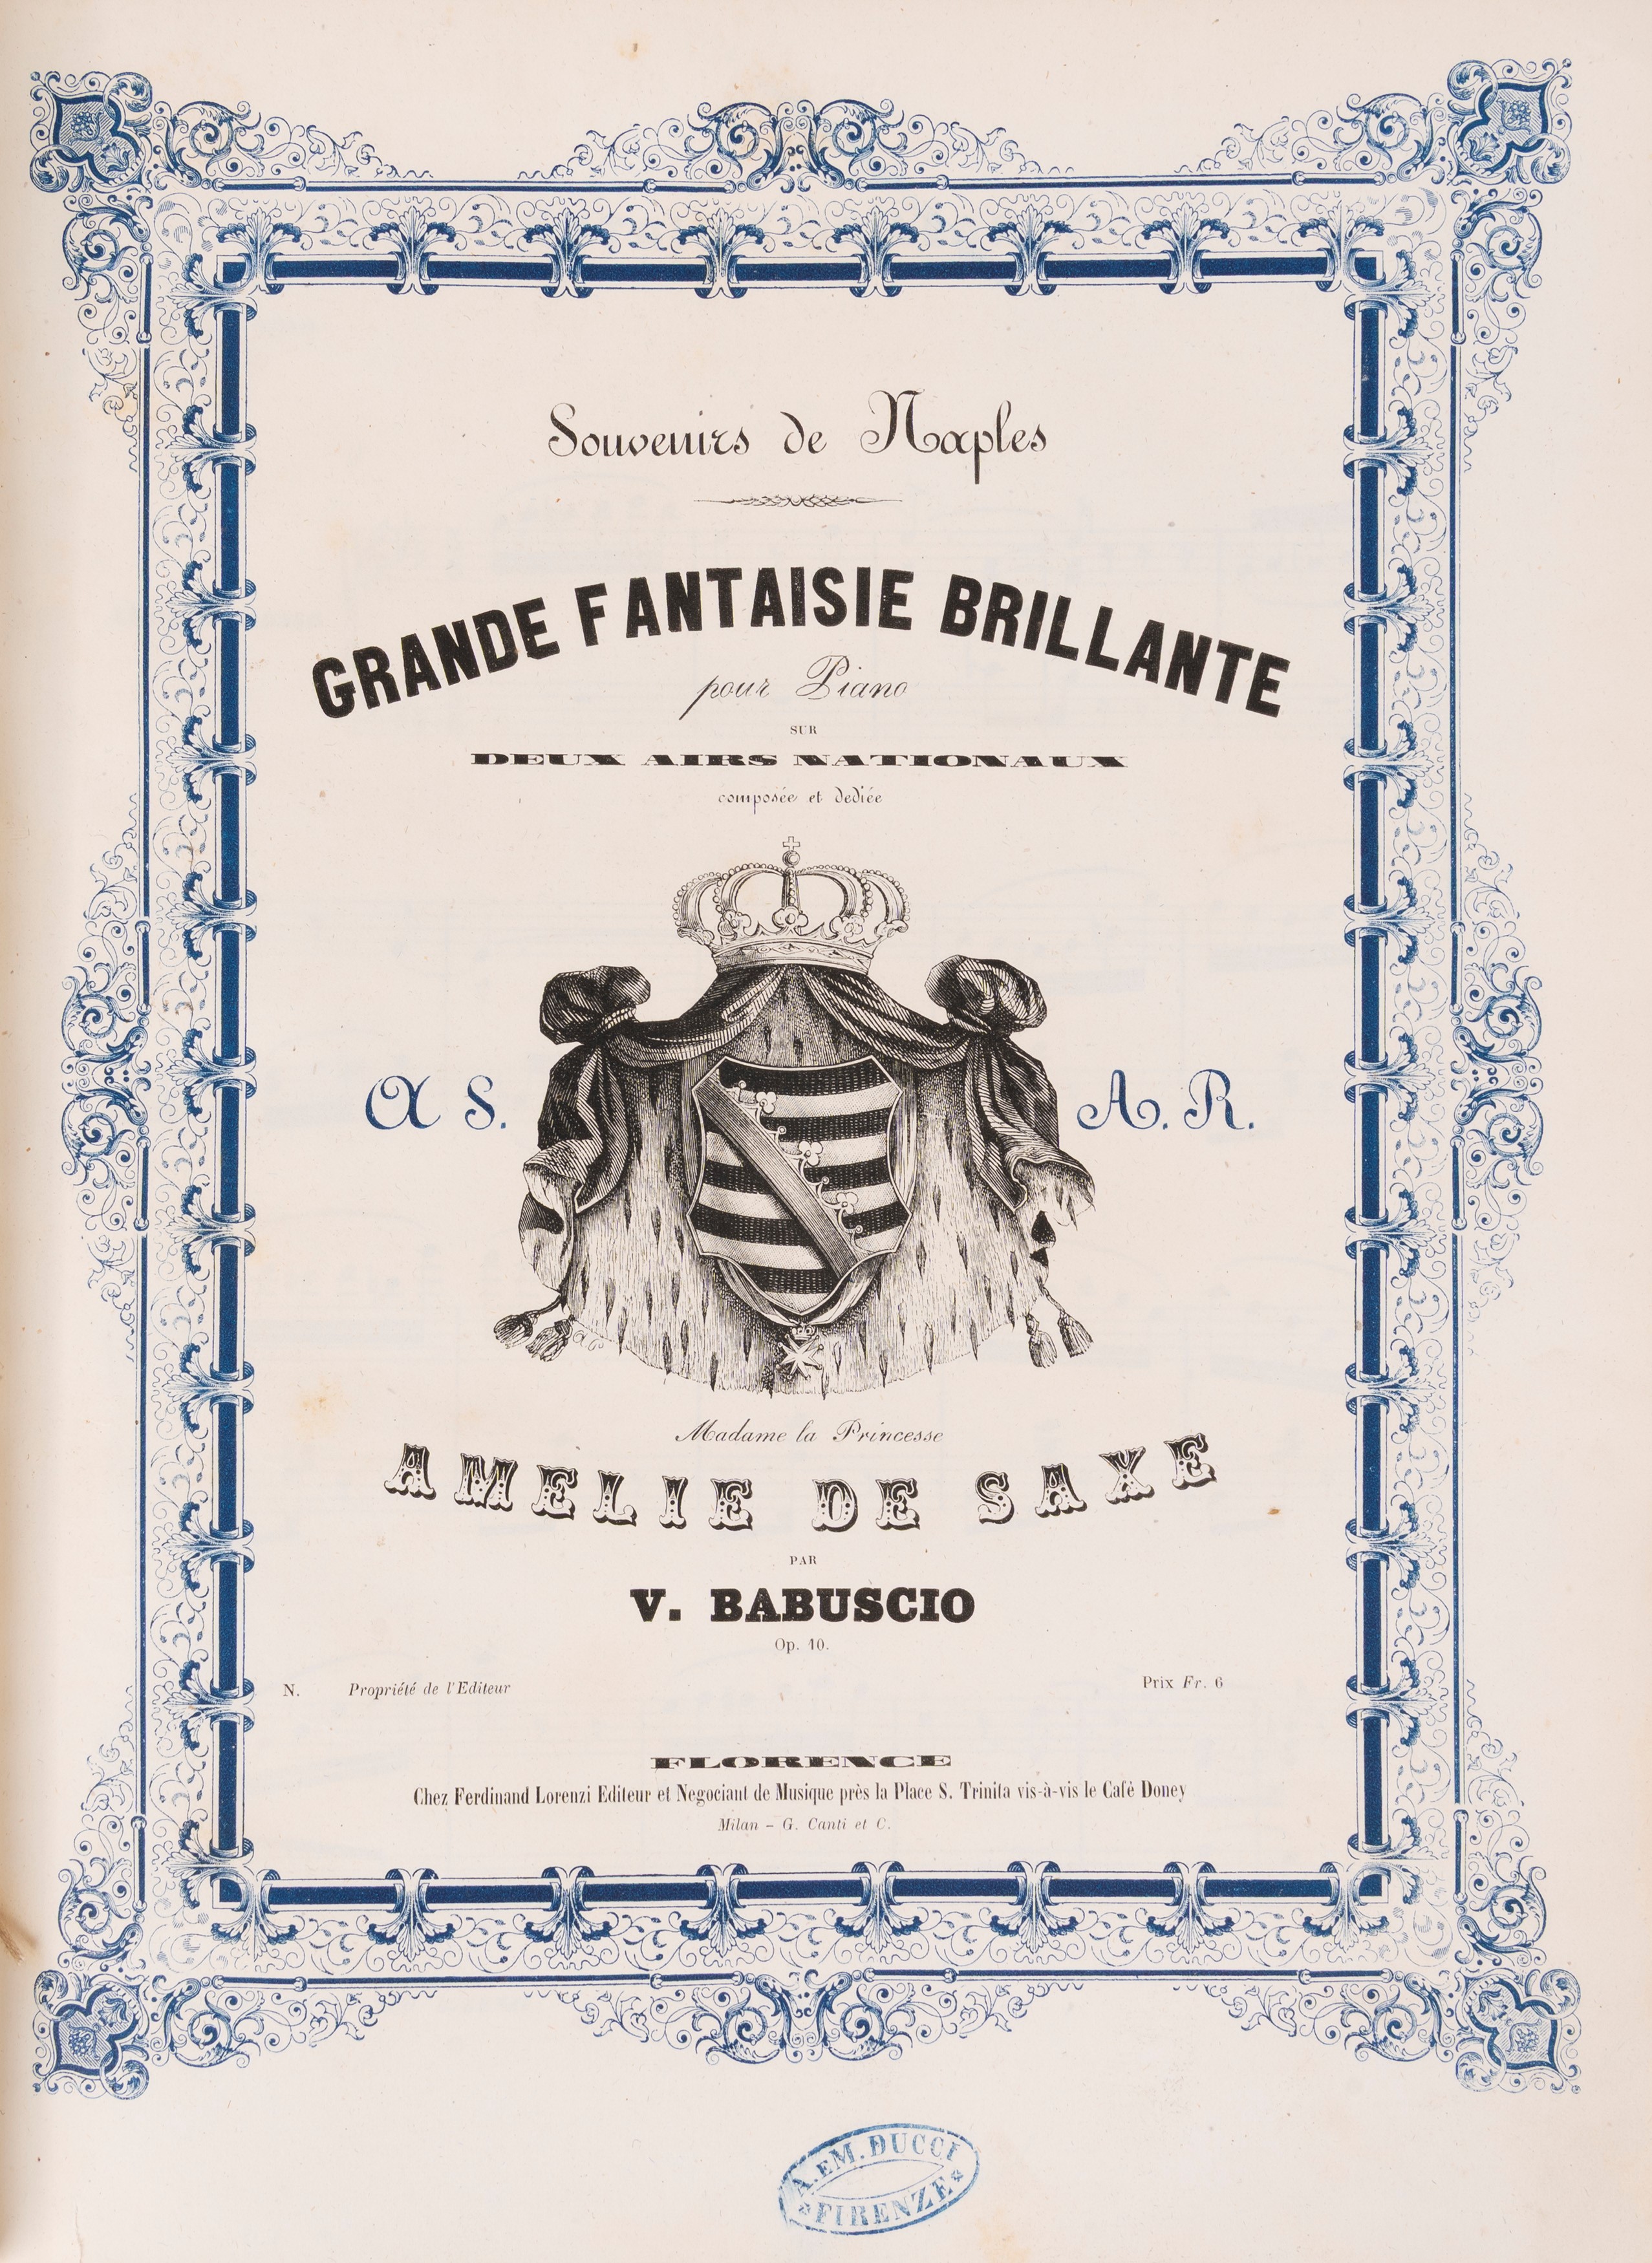 Souvenirs de Naples
GRANDE FANTAISIE BRILLANTE
pour Piano
SUR
DEUX AIRS NATIONAUX
composée et dediée
A S. A. R.
Madame la Princesse
AMELIE DE SAXE
PAR
V. BABUSCIO
Op. 10.
N. Propriété de l'Editeur Prix Fr. 6
FLORENCE
Chez Ferdinand Lorenzi Editeur et Negociant de Musique près la Place S. Trinita vis-à-vis le Cafè Doney
Milan – G. Canti et C.
A. EM. DUCCI
FIRENZE